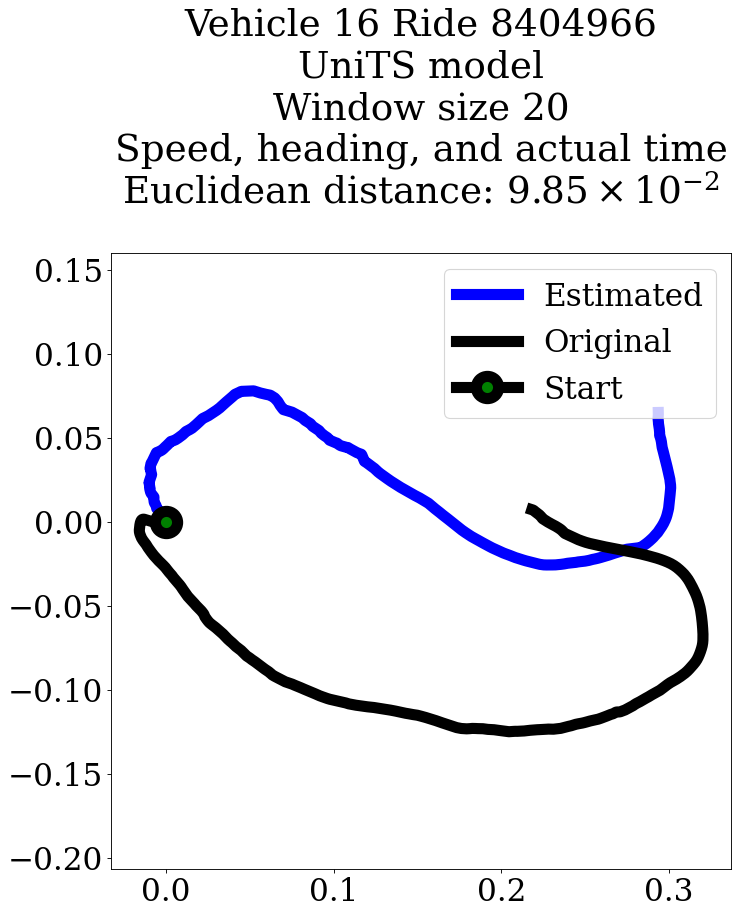 Vehicle 16 Ride 8404966
UniTS model
Window size 20
Speed, heading, and actual time
Euclidean distance: 9.85 × 10⁻²
Estimated
Original
Start
0.15
0.10
0.05
0.00
−0.05
−0.10
−0.15
−0.20
0.0 0.1 0.2 0.3